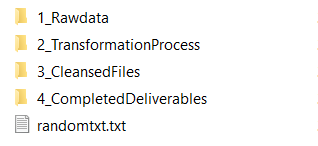 1_Rawdata
2_TransformationProcess
3_CleansedFiles
4_CompletedDeliverables
randomtxt.txt